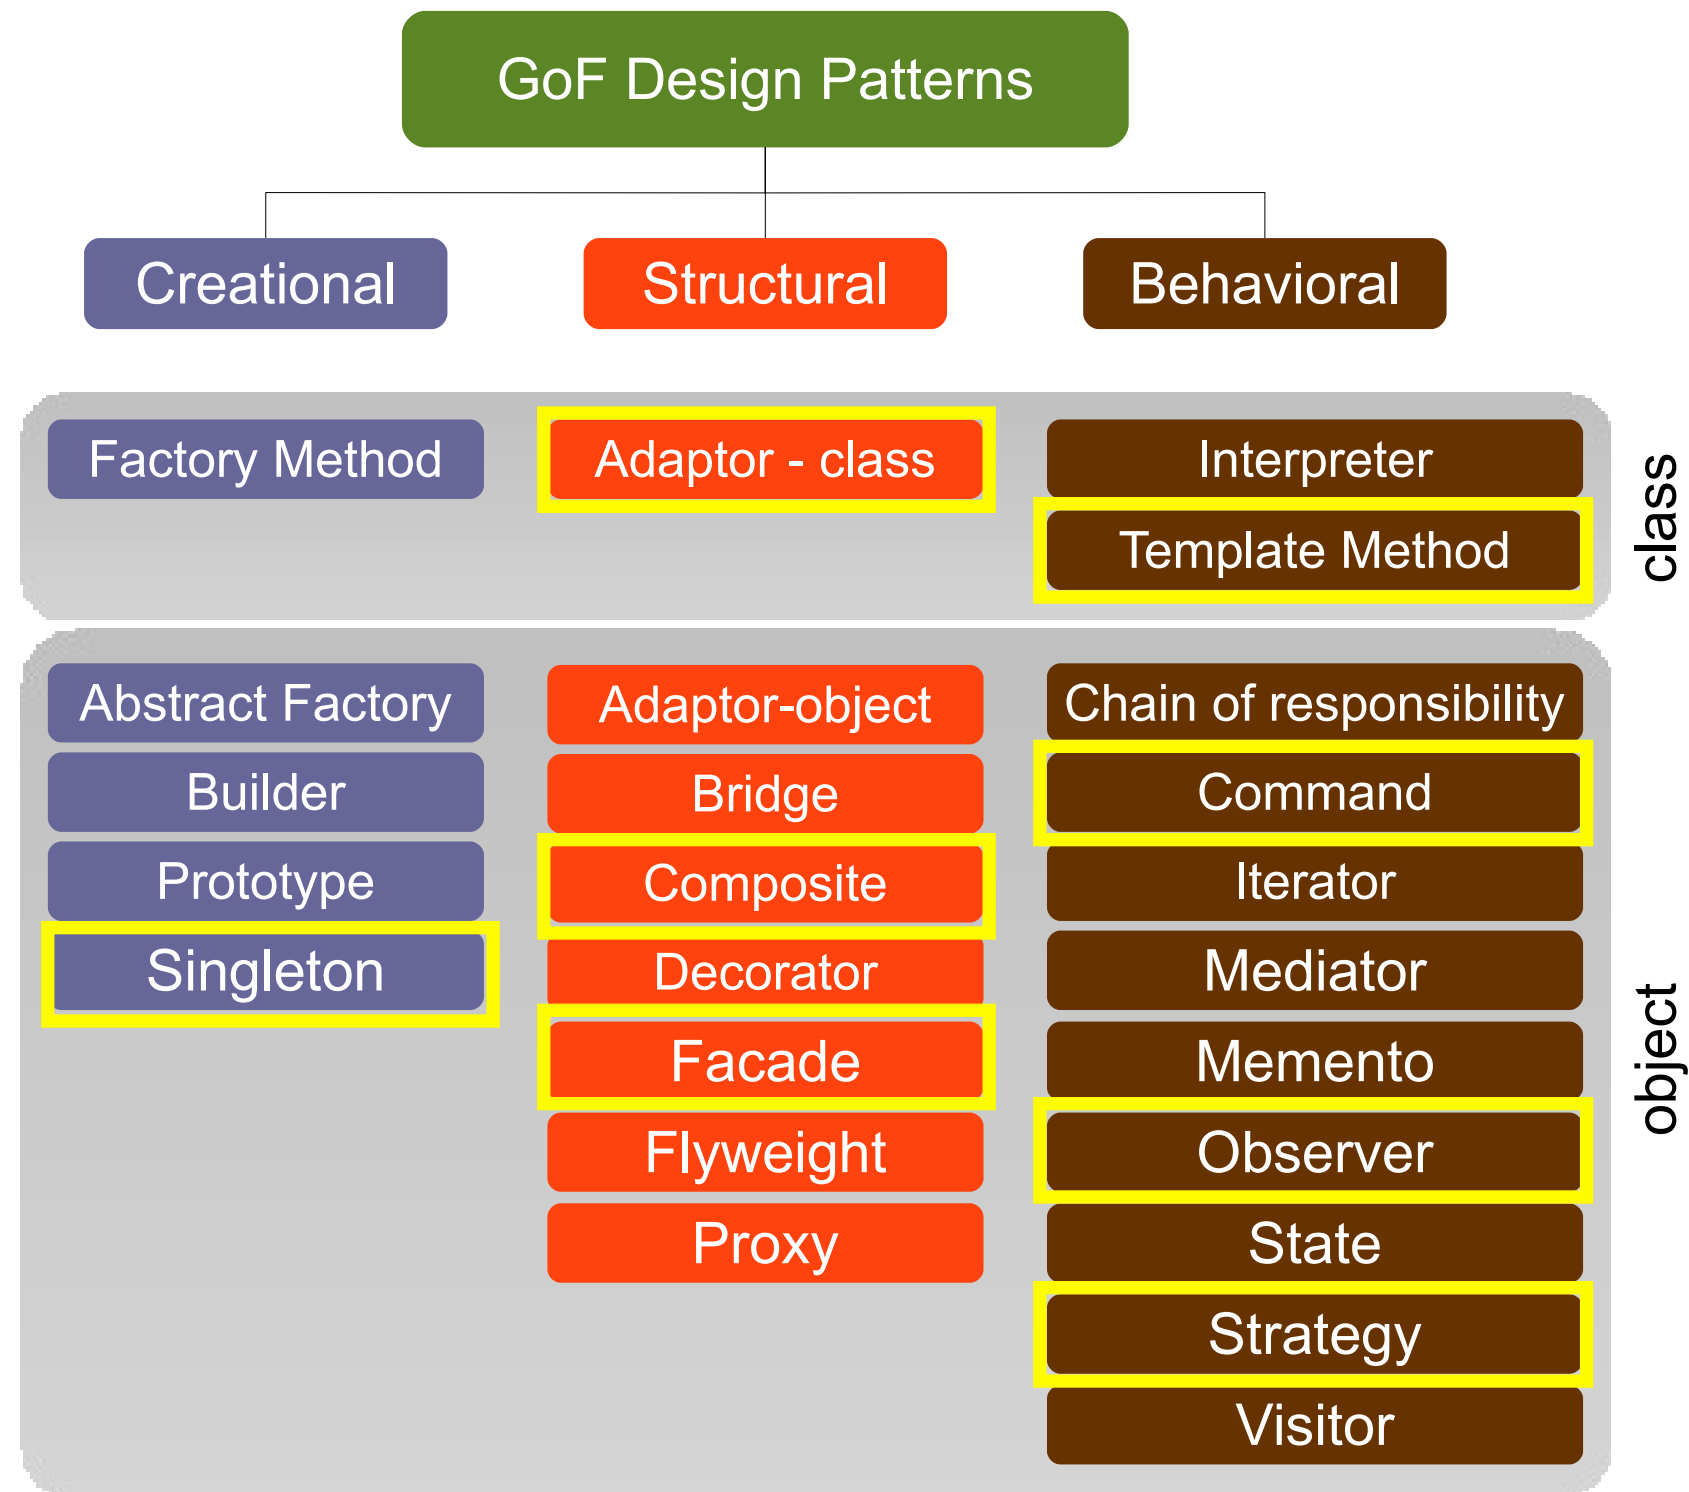 GoF Design Patterns
Creational
Structural
Behavioral
Factory Method
Adaptor - class
Interpreter
Template Method
class
Abstract Factory
Builder
Prototype
Singleton
Adaptor-object
Bridge
Composite
Decorator
Facade
Flyweight
Proxy
Chain of responsibility
Command
Iterator
Mediator
Memento
Observer
State
Strategy
Visitor
object